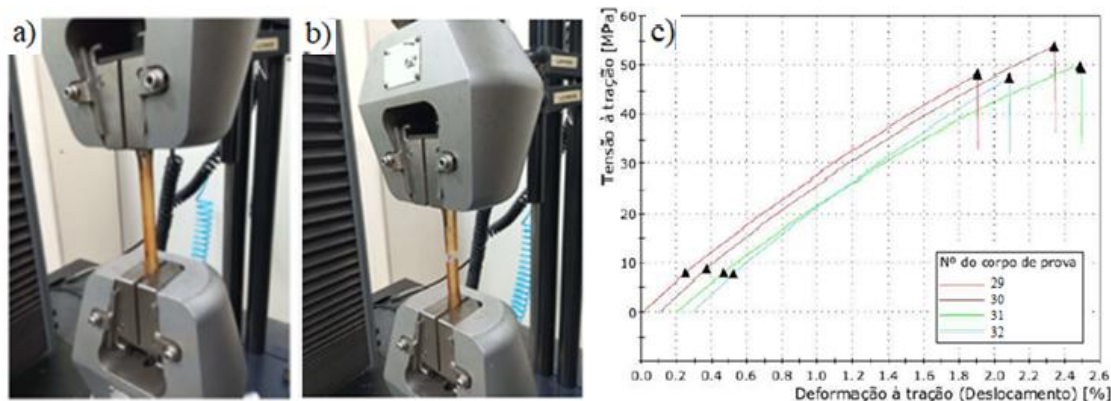 a)
b)
c)
Tensão à tração [MPa]
60
50
40
30
20
10
0
0.0 0.2 0.4 0.6 0.8 1.0 1.2 1.4 1.6 1.8 2.0 2.2 2.4 2.6
Deformação à tração (Deslocamento) [%]
Nº do corpo de prova
29
30
31
32